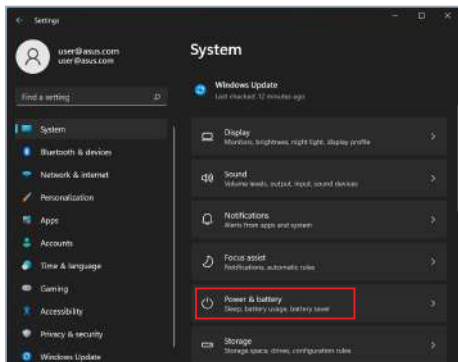 Settings
user@asus.com
user@asus.com
Find a setting
System
Bluetooth & devices
Network & internet
Personalization
Apps
Accounts
Time & language
Gaming
Accessibility
Privacy & security
Windows Update
System
Windows Update
Last checked: 12 minutes ago
Display
Monitors, brightness, night light, display profile
Sound
Volume levels, output, input, sound devices
Notifications
Alerts from apps and system
Focus assist
Notifications, automatic rules
Power & battery
Sleep, battery usage, battery saver
Storage
Storage space, drives, configuration rules